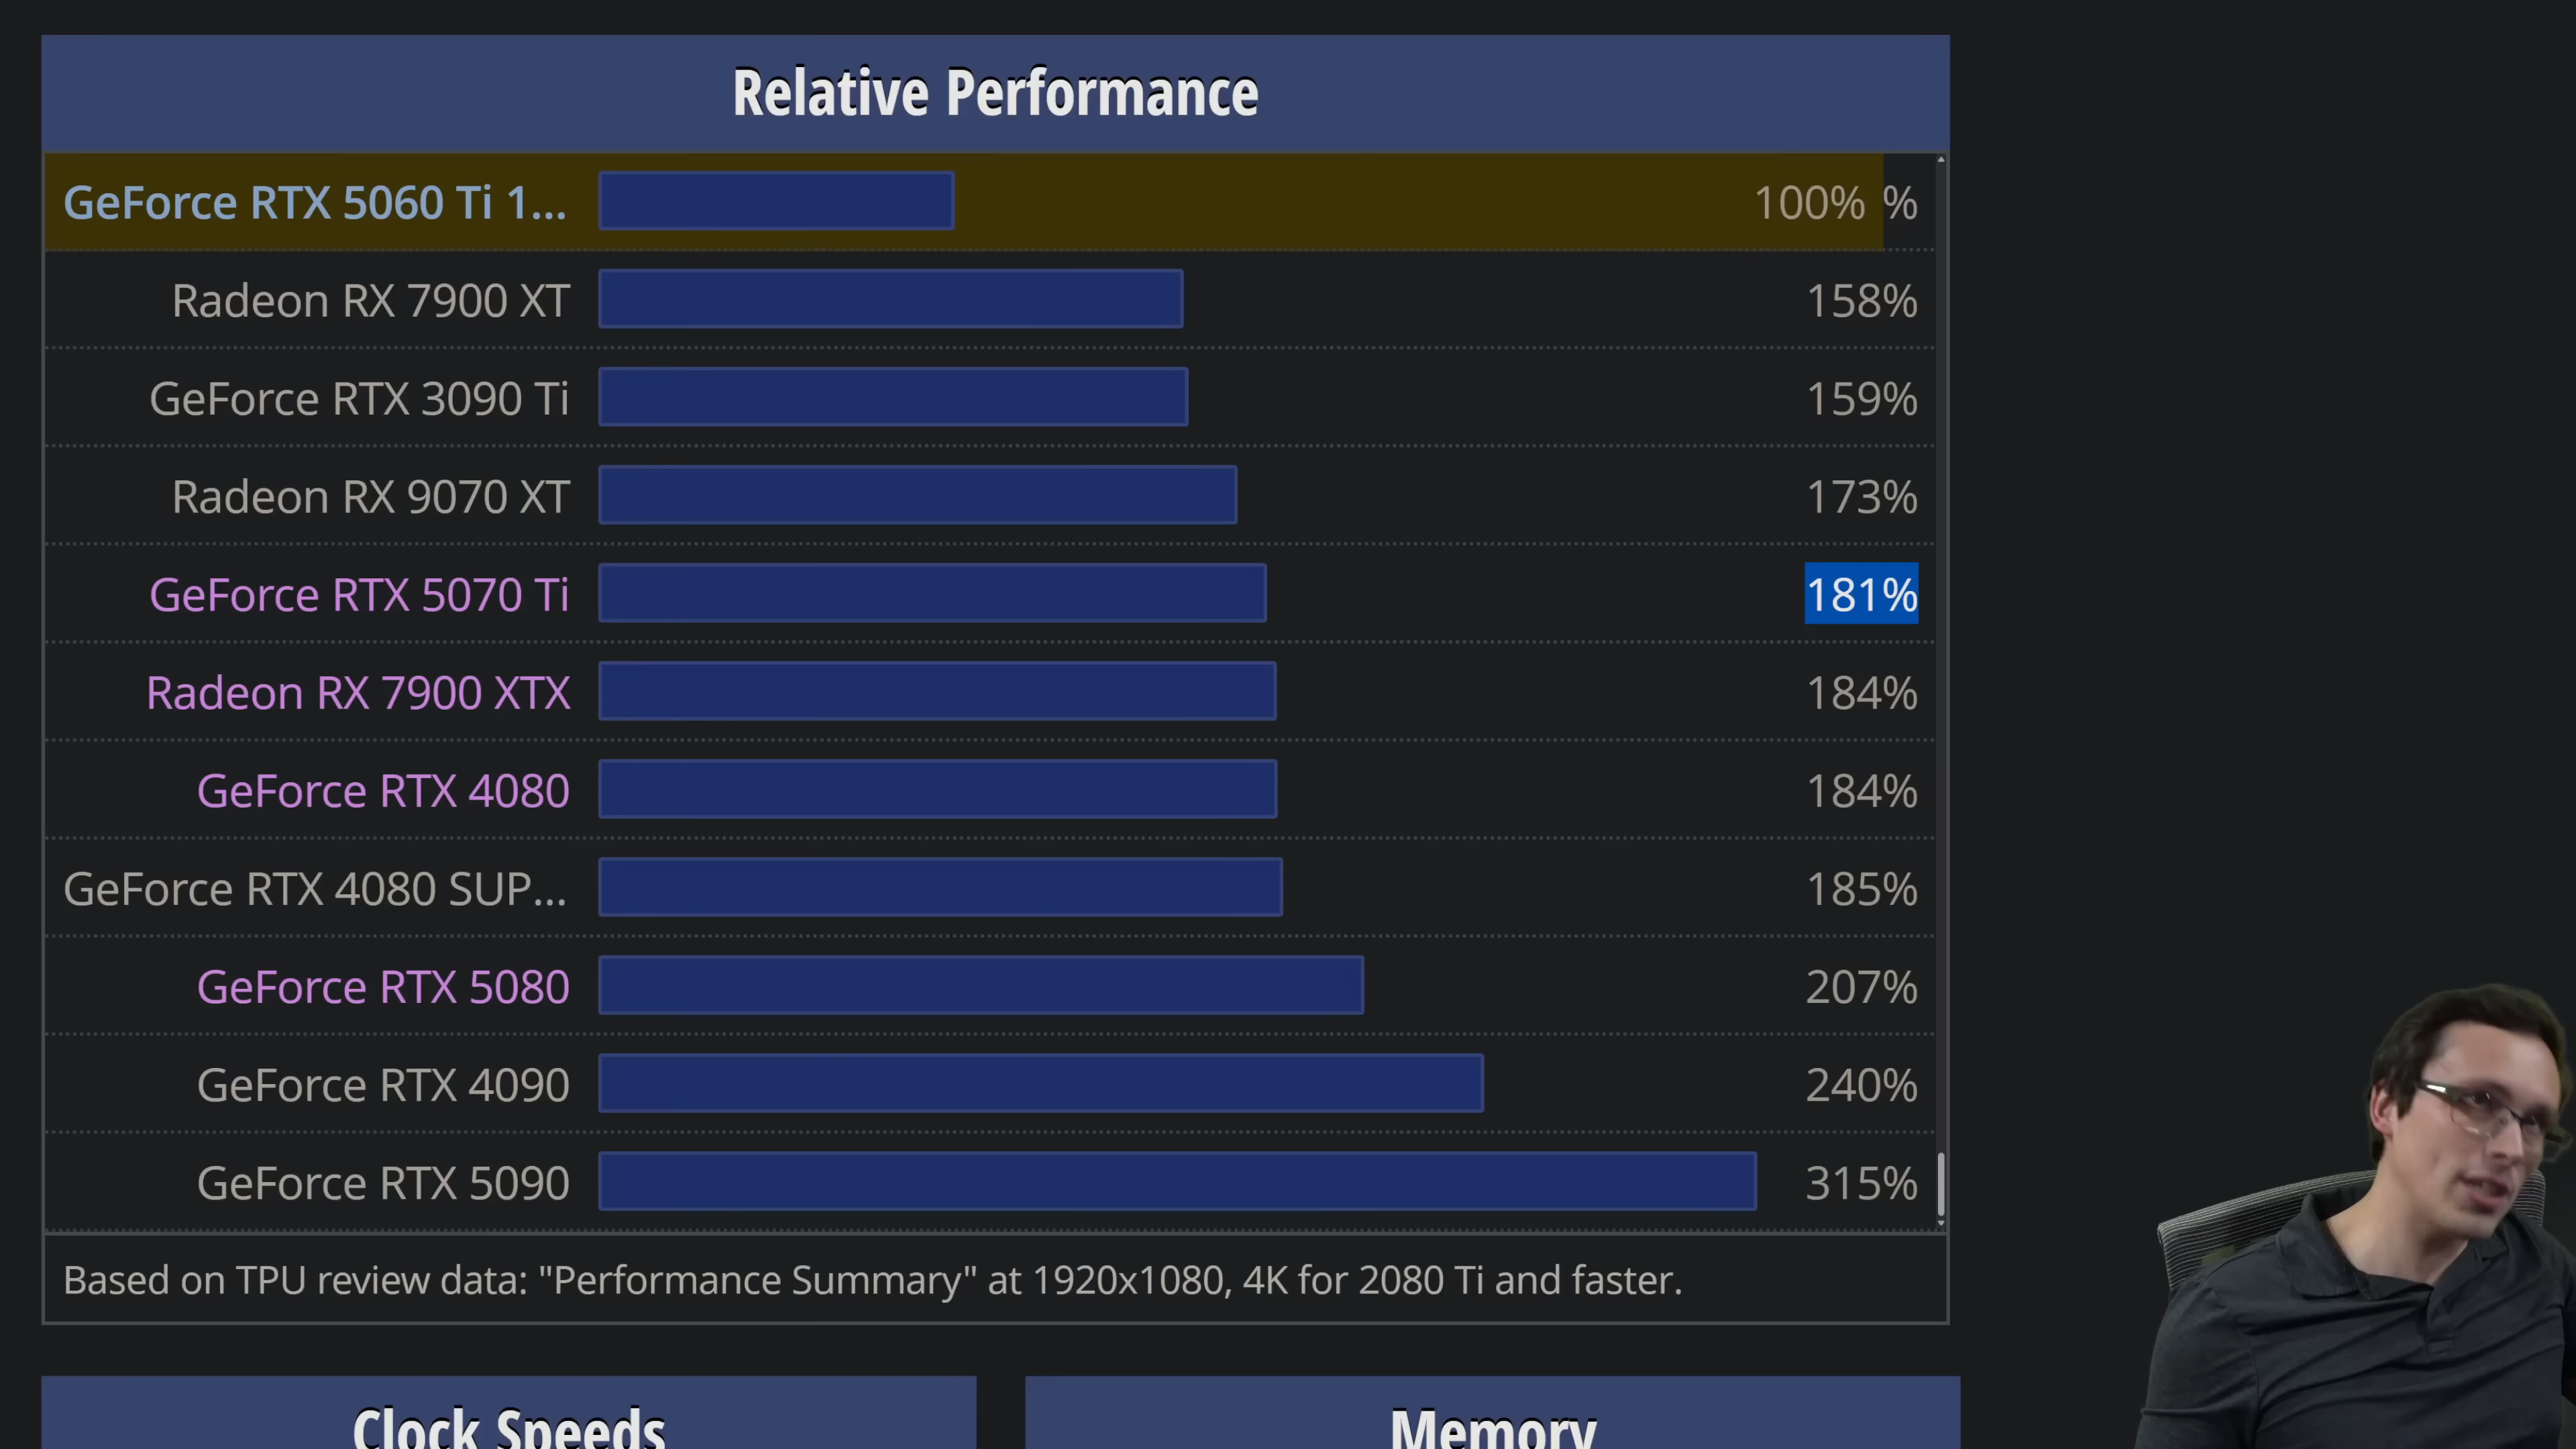 Relative Performance
GeForce RTX 5060 Ti 1... 100% %
Radeon RX 7900 XT 158%
GeForce RTX 3090 Ti 159%
Radeon RX 9070 XT 173%
GeForce RTX 5070 Ti 181%
Radeon RX 7900 XTX 184%
GeForce RTX 4080 184%
GeForce RTX 4080 SUP... 185%
GeForce RTX 5080 207%
GeForce RTX 4090 240%
GeForce RTX 5090 315%
Based on TPU review data: "Performance Summary" at 1920x1080, 4K for 2080 Ti and faster.
Clock Speeds Memory